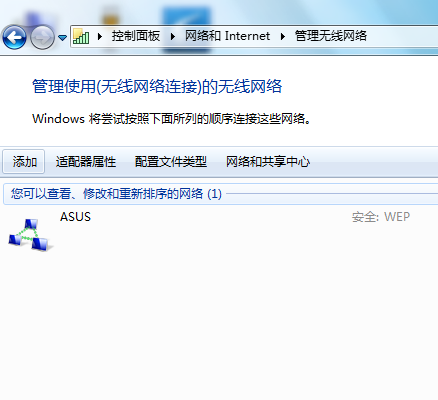 控制面板 网络和 Internet 管理无线网络
管理使用(无线网络连接)的无线网络
Windows 将尝试按照下面所列的顺序连接这些网络。
添加 适配器属性 配置文件类型 网络和共享中心
您可以查看、修改和重新排序的网络 (1)
ASUS 安全: WEP